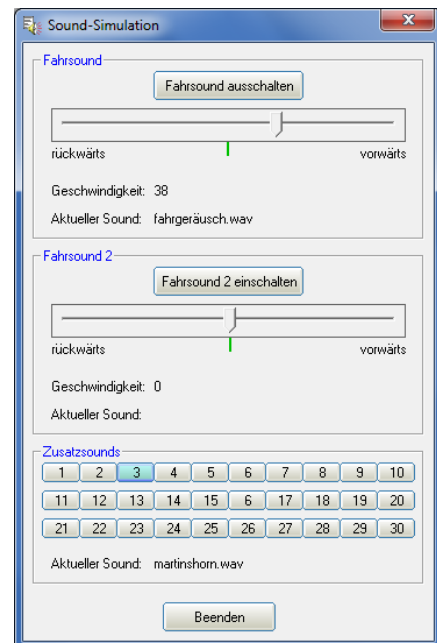 Sound-Simulation
Fahrsound
Fahrsound ausschalten
rückwärts vorwärts
Geschwindigkeit: 38
Aktueller Sound: fahrgeräusch.wav
Fahrsound 2
Fahrsound 2 einschalten
rückwärts vorwärts
Geschwindigkeit: 0
Aktueller Sound:
Zusatzsounds
1 2 3 4 5 6 7 8 9 10
11 12 13 14 15 6 17 18 19 20
21 22 23 24 25 26 27 28 29 30
Aktueller Sound: martinshorn.wav
Beenden